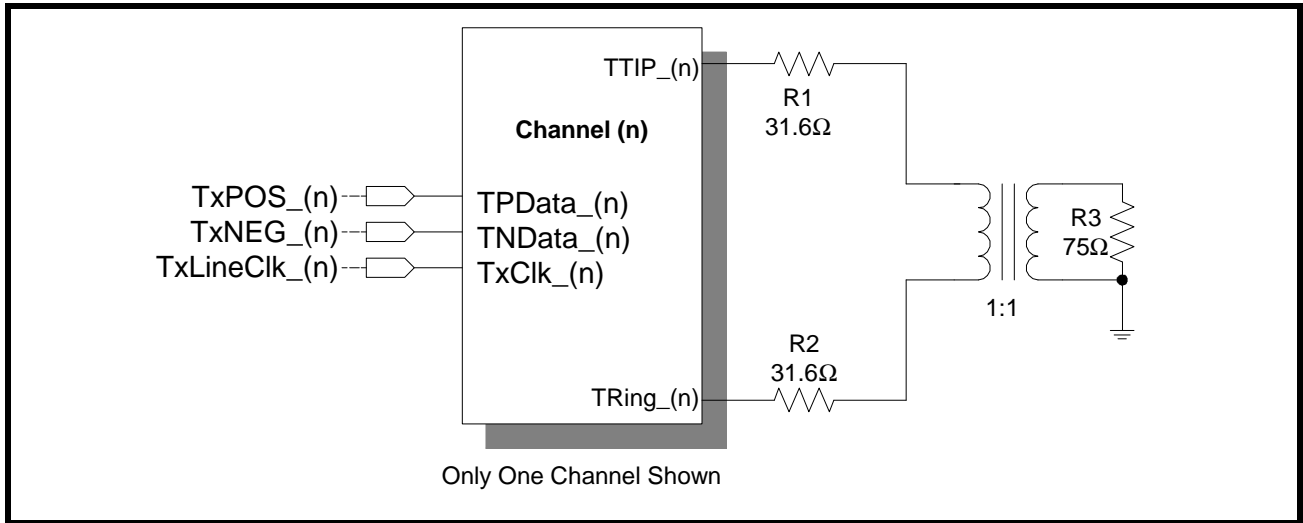 TTIP_(n)
R1
31.6Ω
Channel (n)
TxPOS_(n)
TPData_(n)
TxNEG_(n)
TNData_(n)
TxLineClk_(n)
TxClk_(n)
R3
75Ω
1:1
R2
31.6Ω
TRing_(n)
Only One Channel Shown